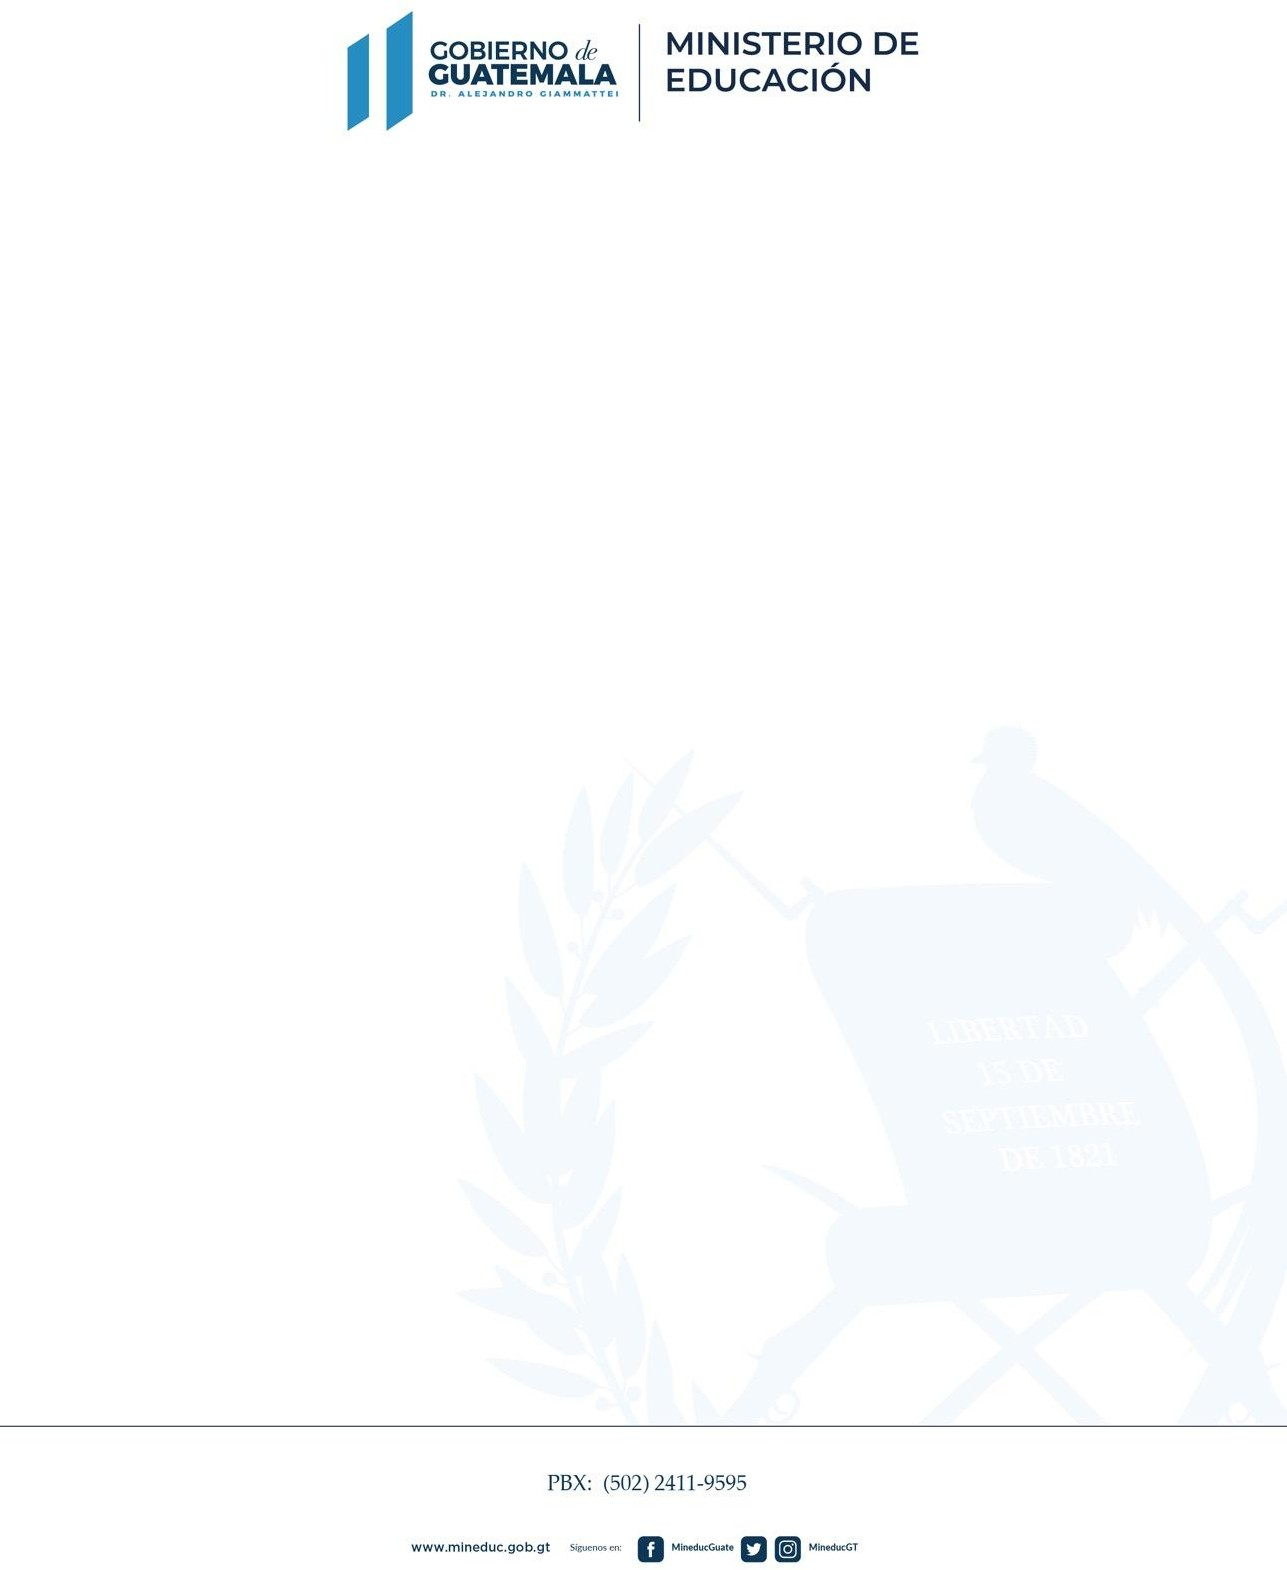 GOBIERNO de
GUATEMALA
DR. ALEJANDRO GIAMMATTEI
MINISTERIO DE
EDUCACIÓN
LIBERTAD
15 DE
SEPTIEMBRE
DE 1821
PBX: (502) 2411-9595
www.mineduc.gob.gt Síguenos en: MineducGuate MineducGT